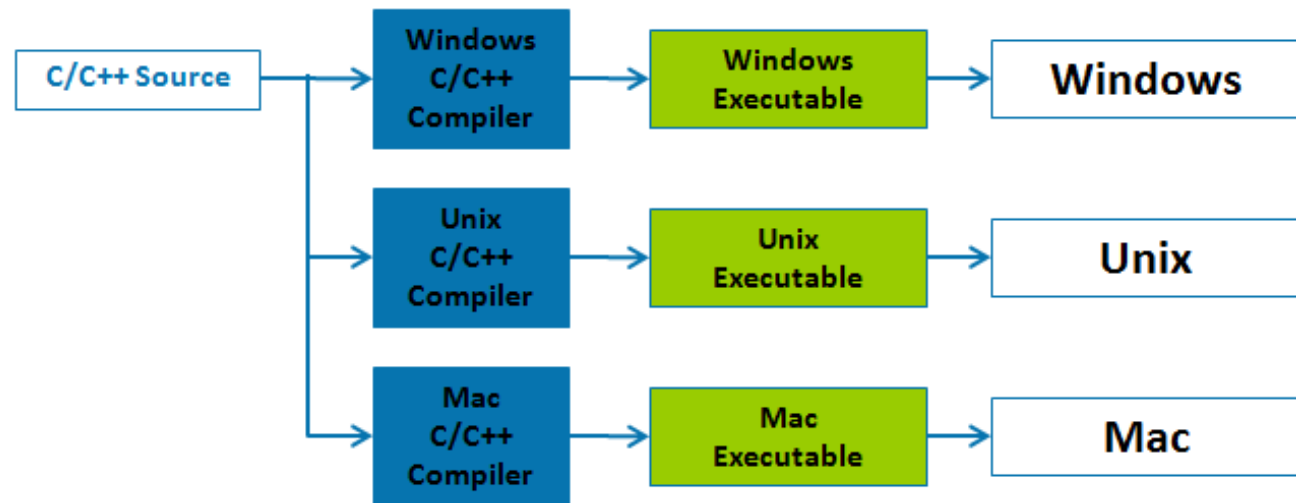 C/C++ Source
Windows
C/C++
Compiler
Windows
Executable
Windows
Unix
C/C++
Compiler
Unix
Executable
Unix
Mac
C/C++
Compiler
Mac
Executable
Mac